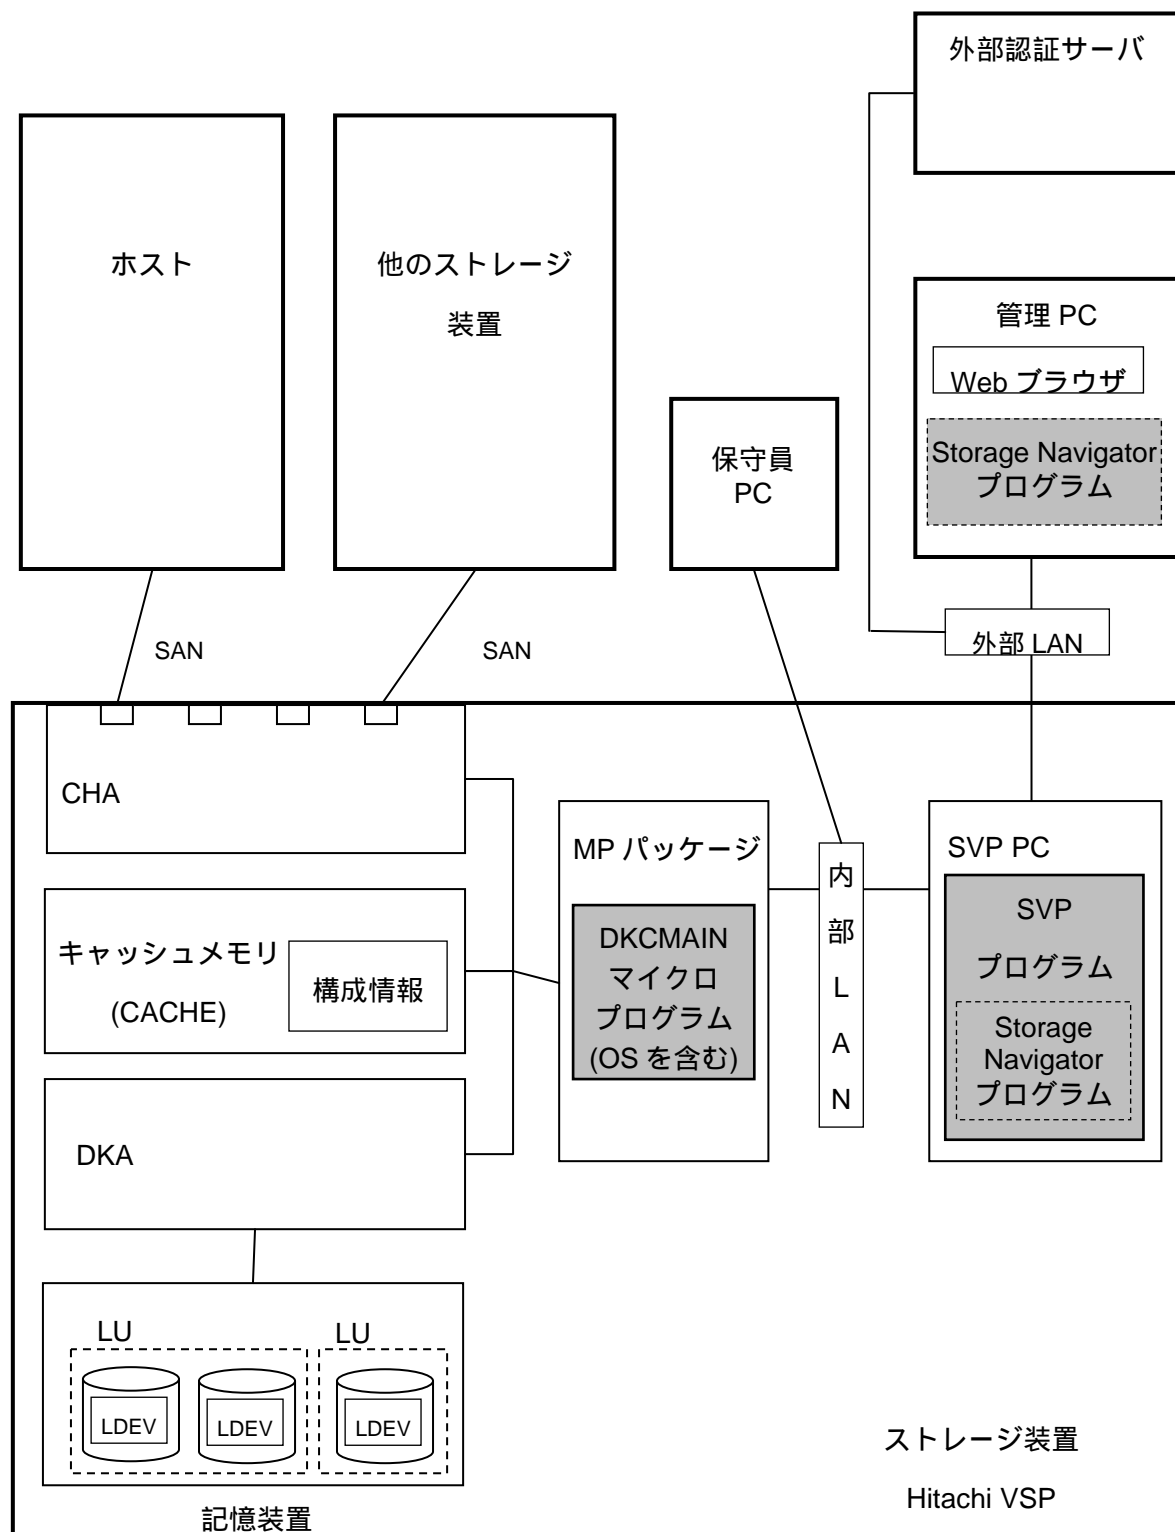 外部認証サーバ
ホスト
他のストレージ
装置
管理 PC
Web ブラウザ
Storage Navigator
プログラム
保守員
PC
外部 LAN
SAN
SAN
CHA
MP パッケージ
DKCMAIN
マイクロ
プログラム
(OS を含む)
内
部
L
A
N
SVP PC
SVP
プログラム
Storage
Navigator
プログラム
キャッシュメモリ
(CACHE)
構成情報
DKA
LU
LU
LDEV
LDEV
LDEV
記憶装置
ストレージ装置
Hitachi VSP